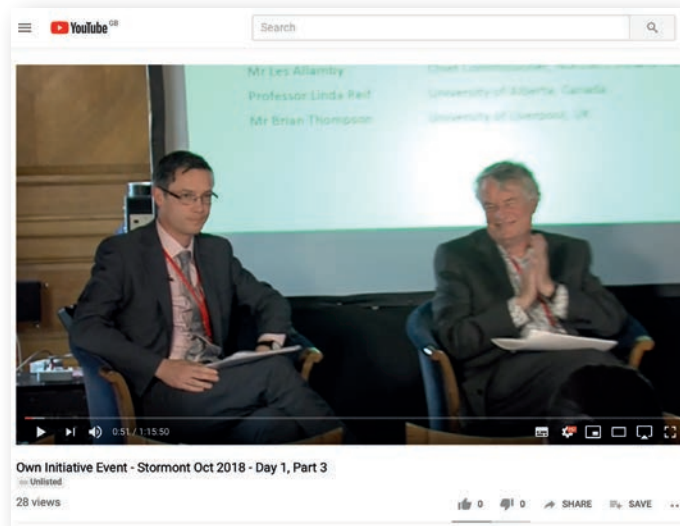 YouTube GB
Search
Mr Les Allamby Chief Commissioner,
Professor Linda Reif University of Alberta, Canada
Mr Brian Thompson University of Liverpool, UK
0:51 / 1:15:50
Own Initiative Event - Stormont Oct 2018 - Day 1, Part 3
Unlisted
28 views
0 0 SHARE SAVE